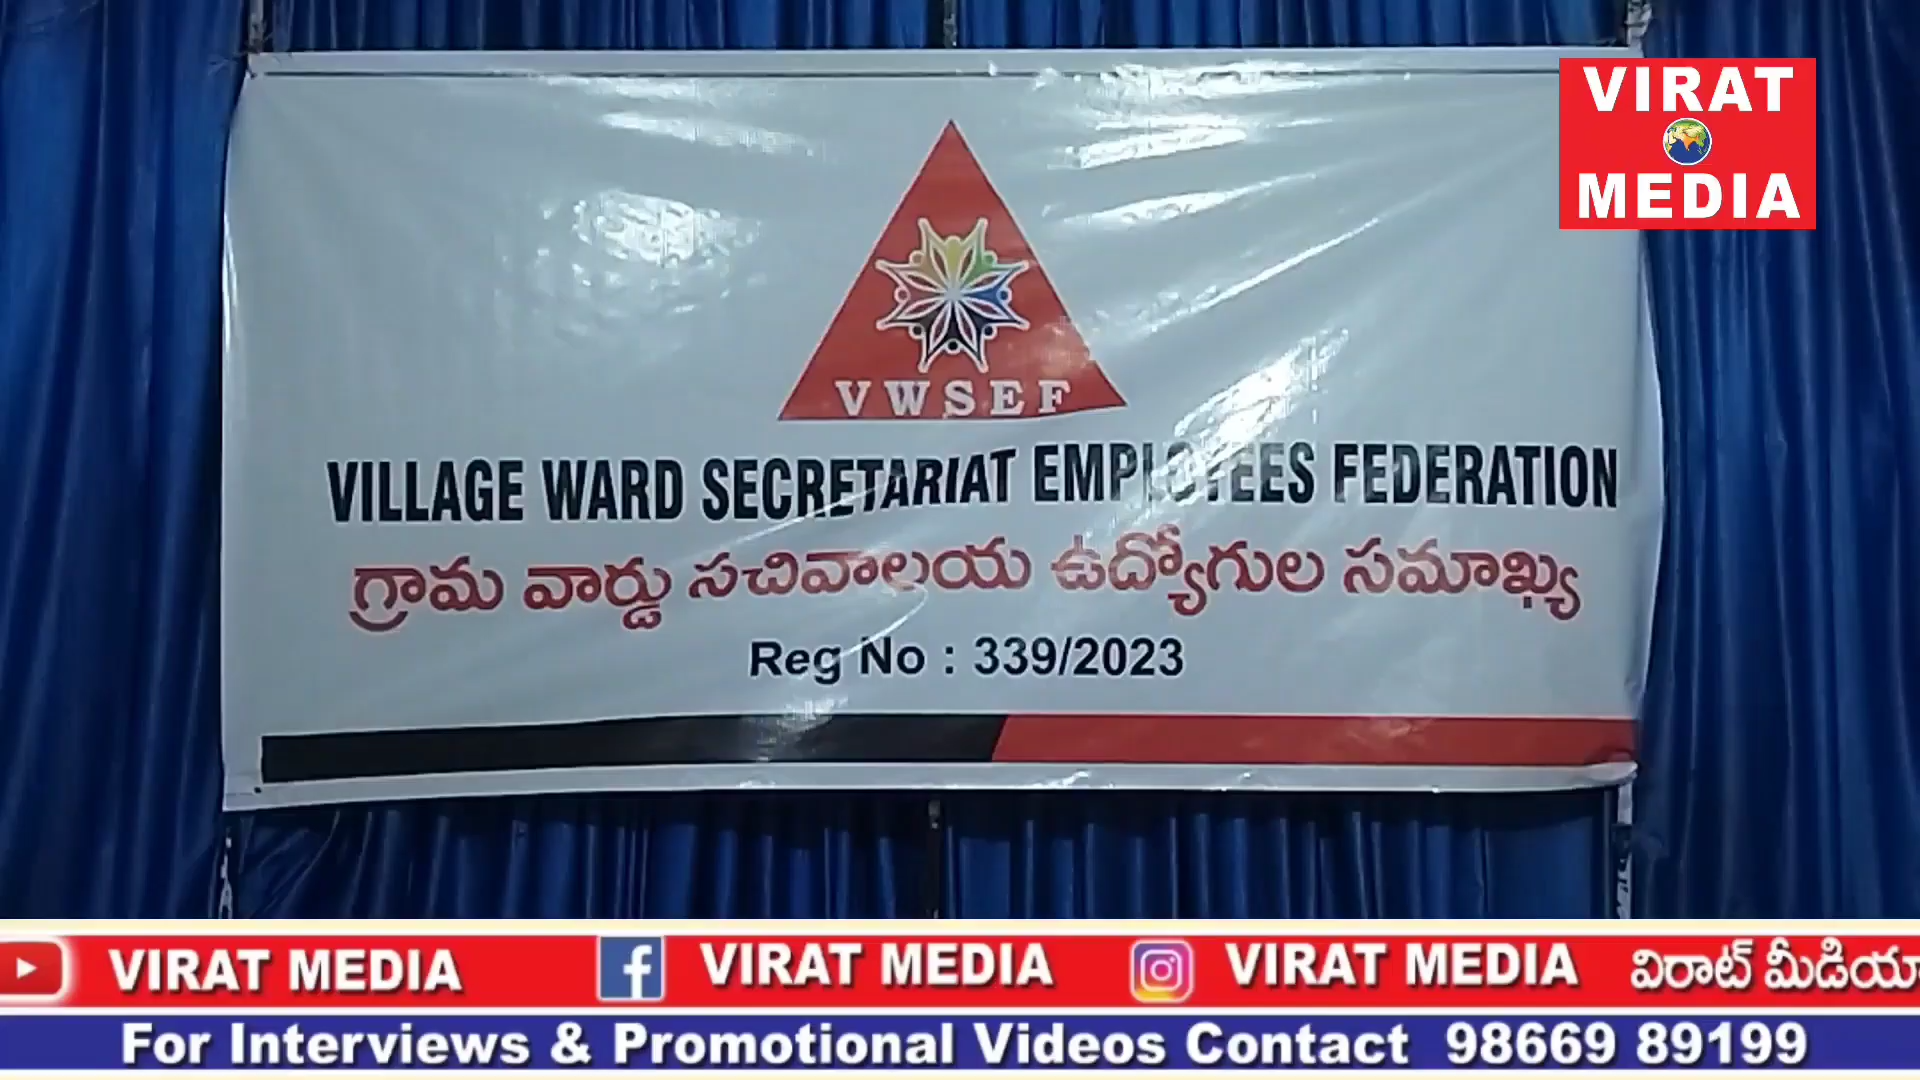 VIRAT
MEDIA
VWSEF
VILLAGE WARD SECRETARIAT EMPLOYEES FEDERATION
గ్రామ వార్డు సచివాలయ ఉద్యోగుల సమాఖ్య
Reg No : 339/2023
VIRAT MEDIA VIRAT MEDIA VIRAT MEDIA విరాట్ మీడియా
For Interviews & Promotional Videos Contact 98669 89199